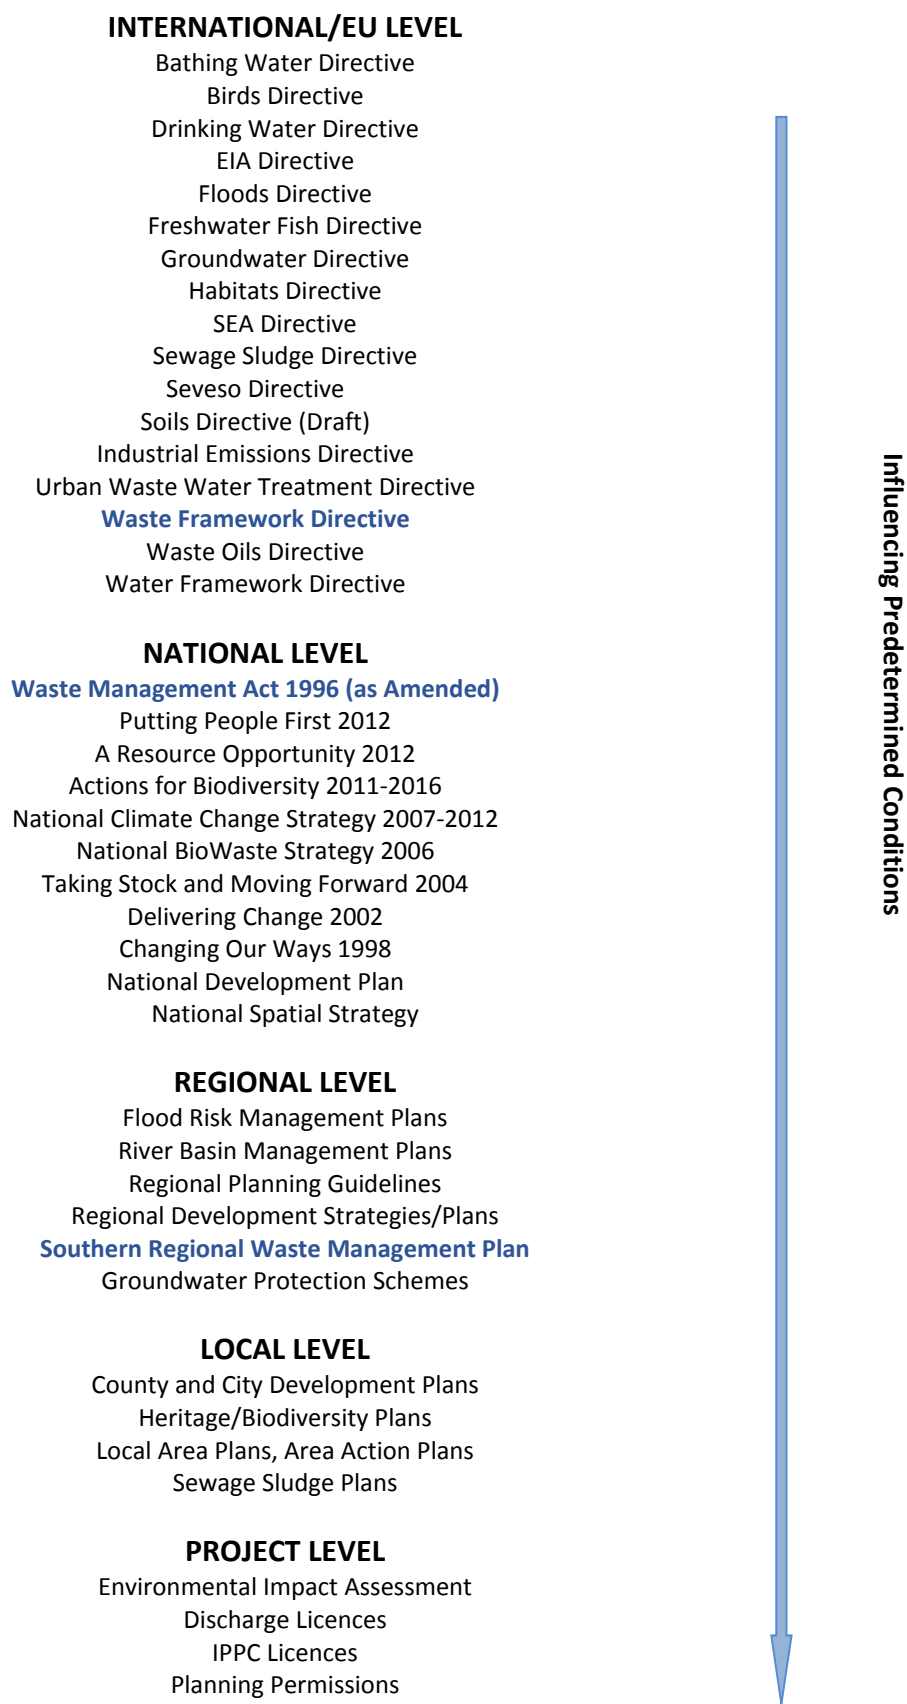 INTERNATIONAL/EU LEVEL
Bathing Water Directive
Birds Directive
Drinking Water Directive
EIA Directive
Floods Directive
Freshwater Fish Directive
Groundwater Directive
Habitats Directive
SEA Directive
Sewage Sludge Directive
Seveso Directive
Soils Directive (Draft)
Industrial Emissions Directive
Urban Waste Water Treatment Directive
Waste Framework Directive
Waste Oils Directive
Water Framework Directive
NATIONAL LEVEL
Waste Management Act 1996 (as Amended)
Putting People First 2012
A Resource Opportunity 2012
Actions for Biodiversity 2011-2016
National Climate Change Strategy 2007-2012
National BioWaste Strategy 2006
Taking Stock and Moving Forward 2004
Delivering Change 2002
Changing Our Ways 1998
National Development Plan
National Spatial Strategy
REGIONAL LEVEL
Flood Risk Management Plans
River Basin Management Plans
Regional Planning Guidelines
Regional Development Strategies/Plans
Southern Regional Waste Management Plan
Groundwater Protection Schemes
LOCAL LEVEL
County and City Development Plans
Heritage/Biodiversity Plans
Local Area Plans, Area Action Plans
Sewage Sludge Plans
PROJECT LEVEL
Environmental Impact Assessment
Discharge Licences
IPPC Licences
Planning Permissions
Influencing Predetermined Conditions